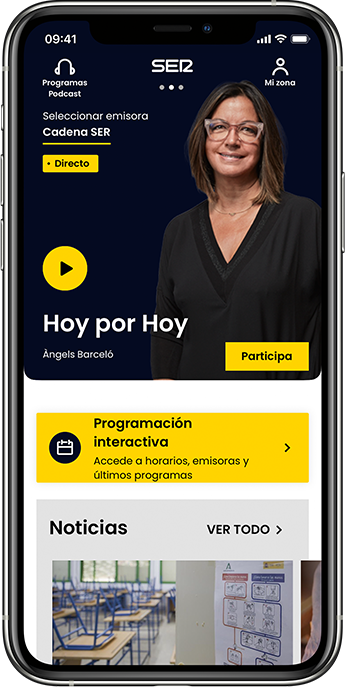 09:41
Programas
Podcast
SER
Mi zona
Seleccionar emisora
Cadena SER
• Directo
Hoy por Hoy
Àngels Barceló
Participa
Programación
interactiva
Accede a horarios, emisoras y
últimos programas
Noticias
VER TODO >